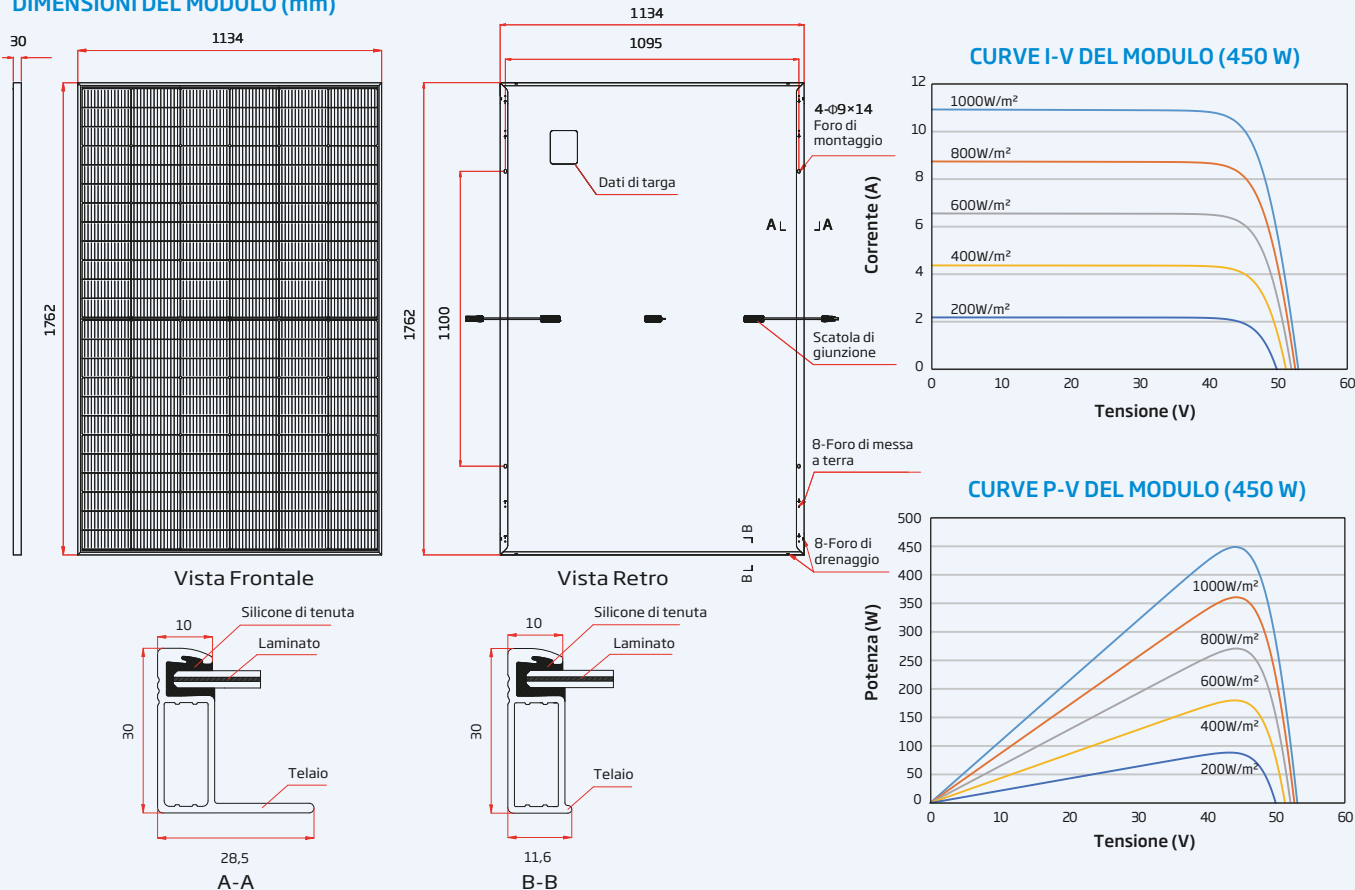 DIMENSIONI DEL MODULO (mm)
30
1134
1762
Vista Frontale
1134
1095
1762
1100
4-Φ9×14
Foro di
montaggio
Dati di targa
A
A
Scatola di
giunzione
8-Foro di messa
a terra
B
B
8-Foro di
drenaggio
Vista Retro
10
Silicone di tenuta
Laminato
30
Telaio
28,5
A-A
10
Silicone di tenuta
Laminato
30
Telaio
11,6
B-B
CURVE I-V DEL MODULO (450 W)
Corrente (A)
12
10
8
6
4
2
0
1000W/m²
800W/m²
600W/m²
400W/m²
200W/m²
0 10 20 30 40 50 60
Tensione (V)
CURVE P-V DEL MODULO (450 W)
Potenza (W)
500
450
400
350
300
250
200
150
100
50
0
1000W/m²
800W/m²
600W/m²
400W/m²
200W/m²
0 10 20 30 40 50 60
Tensione (V)